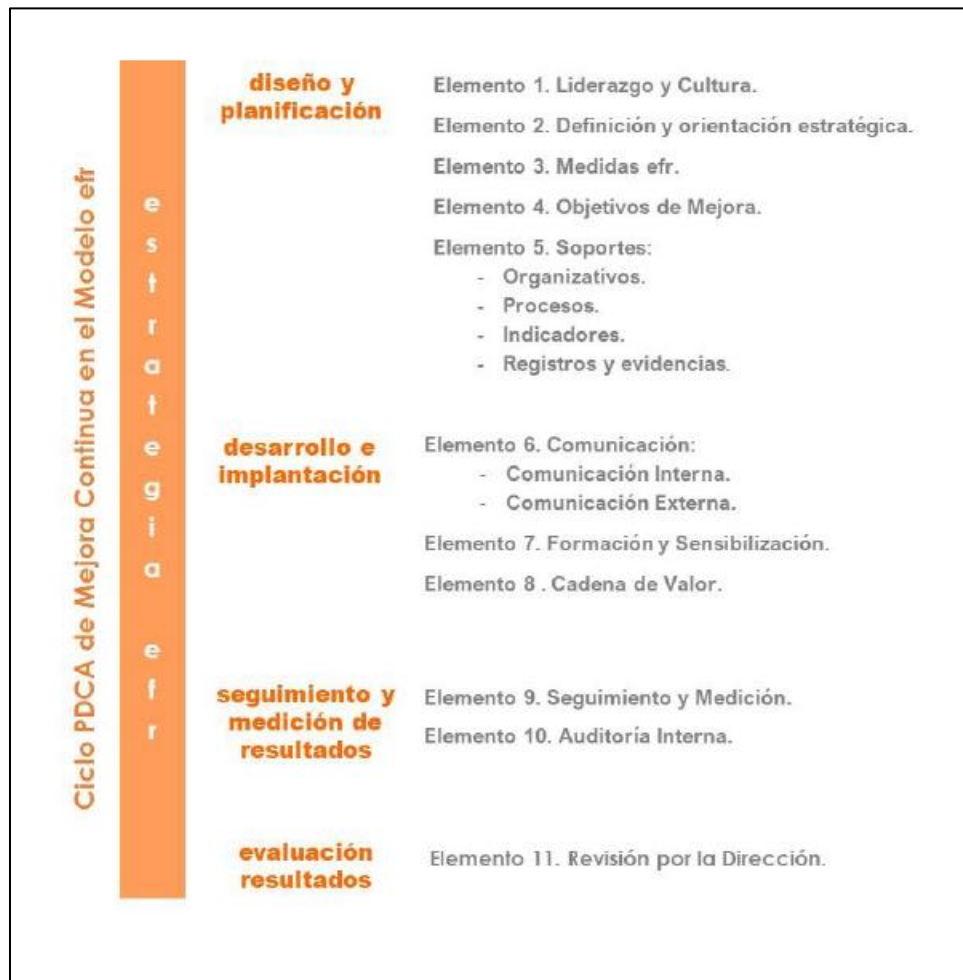 Ciclo PDCA de Mejora Continua en el Modelo efr
estrategia efr
diseño y
planificación
Elemento 1. Liderazgo y Cultura.
Elemento 2. Definición y orientación estratégica.
Elemento 3. Medidas efr.
Elemento 4. Objetivos de Mejora.
Elemento 5. Soportes:
- Organizativos.
- Procesos.
- Indicadores.
- Registros y evidencias.
desarrollo e
implantación
Elemento 6. Comunicación:
- Comunicación Interna.
- Comunicación Externa.
Elemento 7. Formación y Sensibilización.
Elemento 8 . Cadena de Valor.
seguimiento y
medición de
resultados
Elemento 9. Seguimiento y Medición.
Elemento 10. Auditoría Interna.
evaluación
resultados
Elemento 11. Revisión por la Dirección.